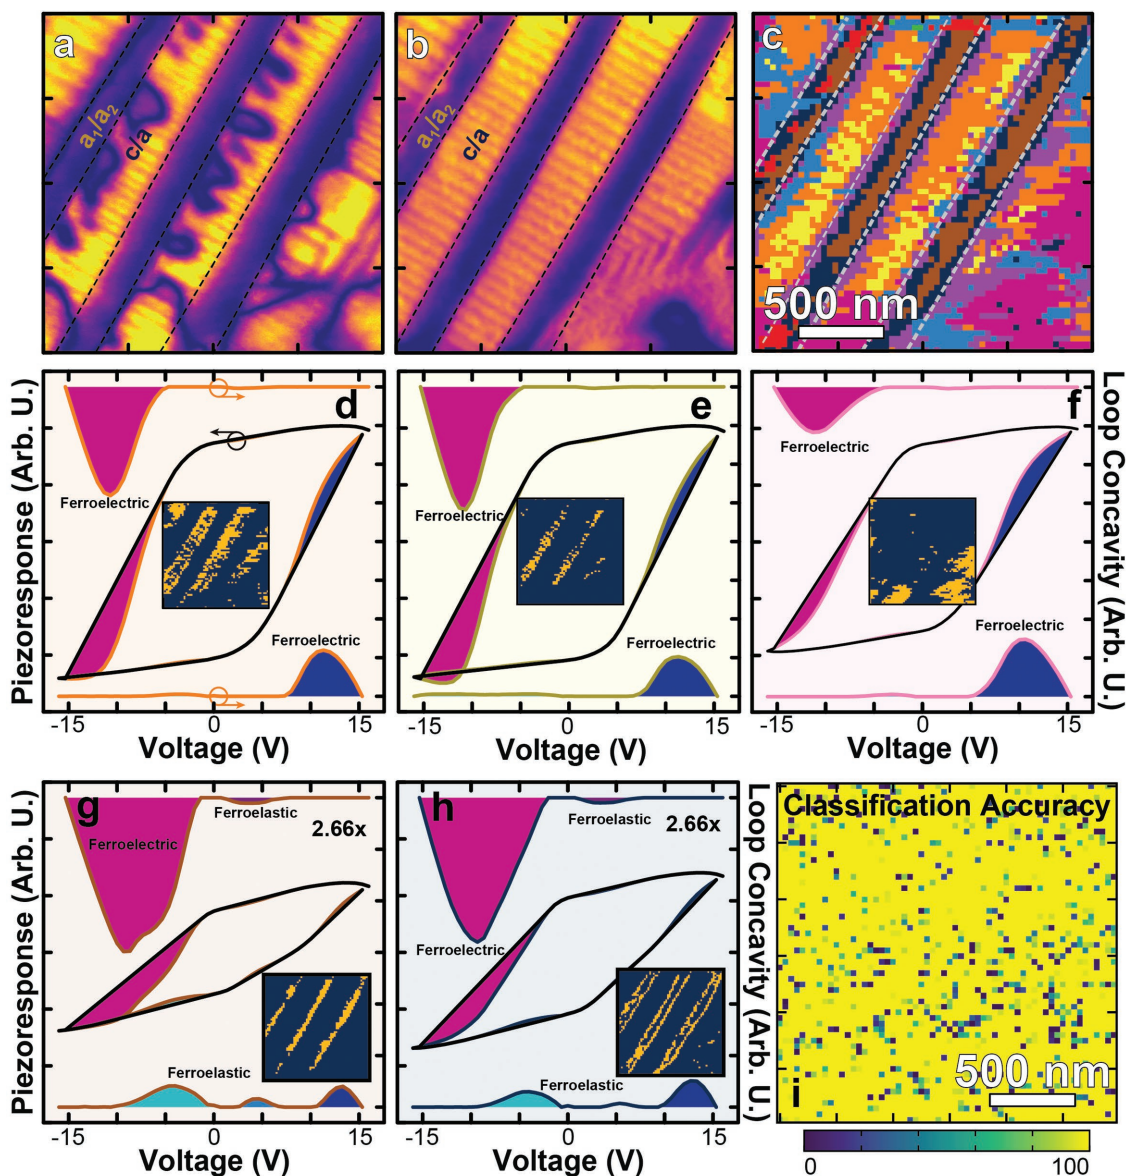 a
a₁/a₂
c/a
b
a₁/a₂
c/a
c
500 nm
Piezoresponse (Arb. U.)
d
Ferroelectric
Ferroelectric
-15
0
15
Voltage (V)
e
Ferroelectric
Ferroelectric
-15
0
15
Voltage (V)
f
Ferroelectric
Ferroelectric
-15
0
15
Voltage (V)
Loop Concavity (Arb. U.)
Piezoresponse (Arb. U.)
g
Ferroelastic
2.66x
Ferroelectric
Ferroelastic
-15
0
15
Voltage (V)
h
Ferroelastic
2.66x
Ferroelectric
Ferroelastic
-15
0
15
Voltage (V)
Loop Concavity (Arb. U.)
Classification Accuracy
500 nm
i
0
100